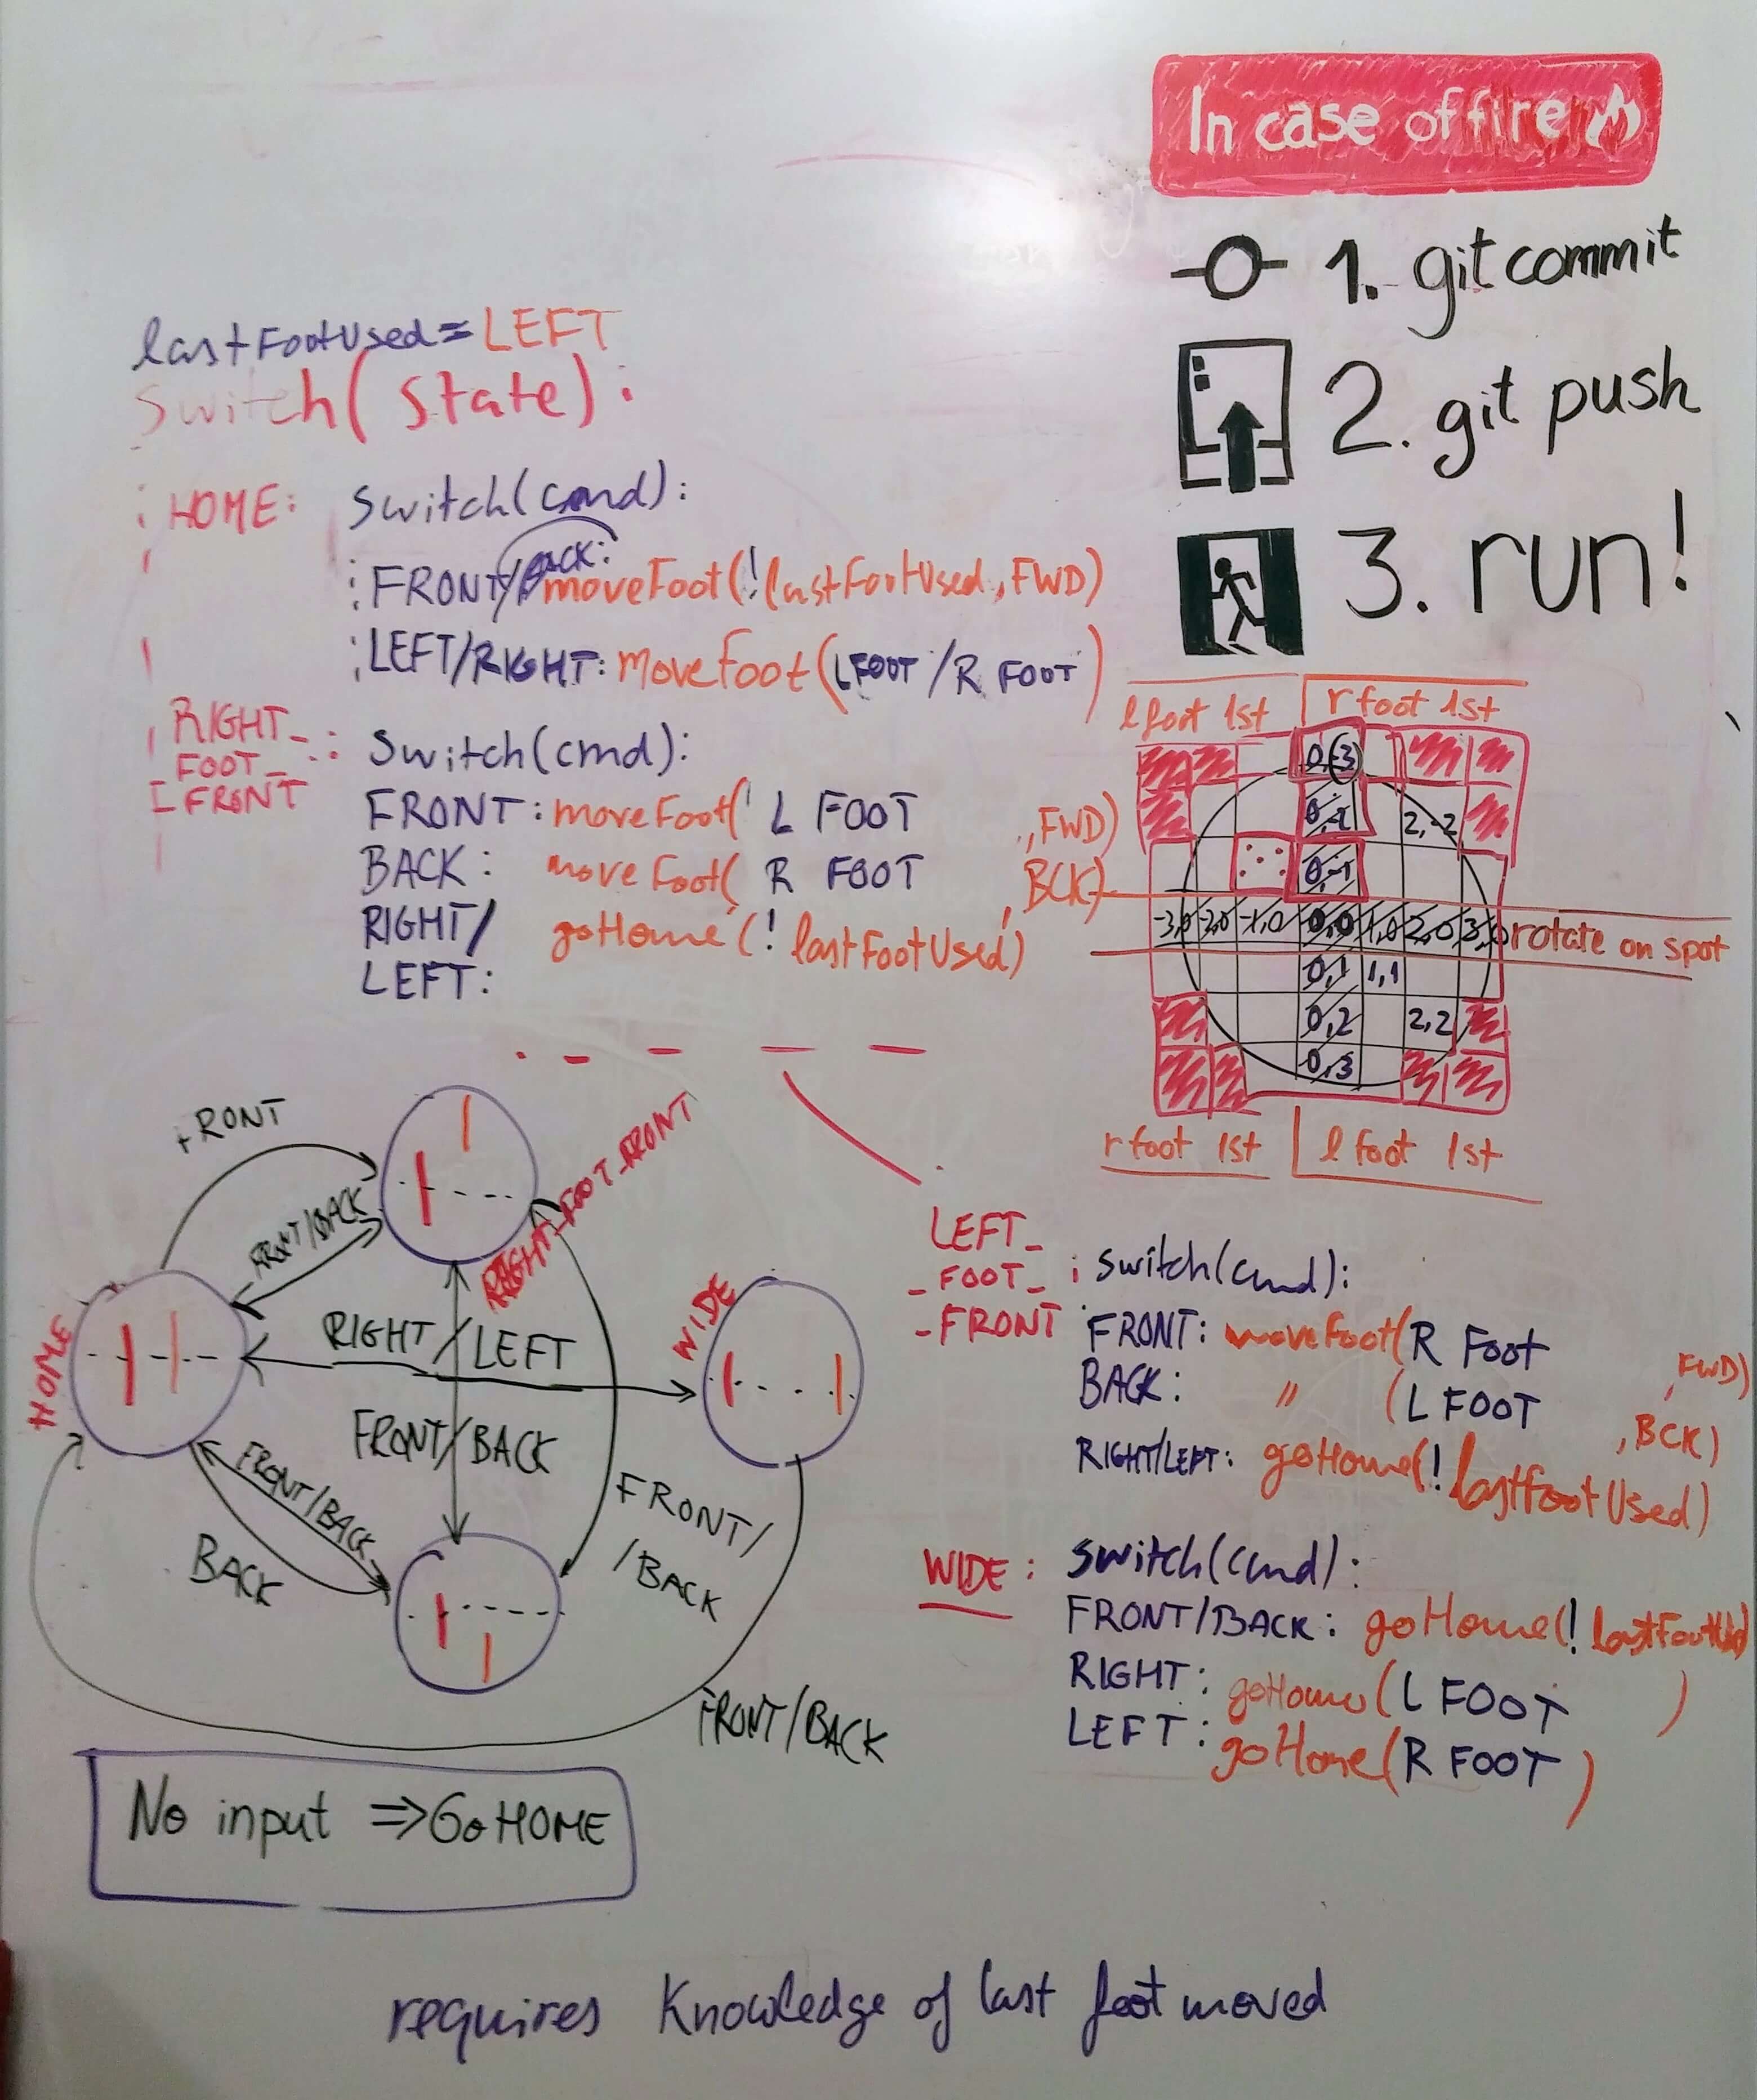 In case of fire
1. git commit
2. git push
3. run!
lastFootUsed = LEFT
Switch(state):
HOME: switch(cmd):
FRONT/BACK: moveFoot(!lastFootUsed, FWD)
LEFT/RIGHT: moveFoot(LFOOT/R FOOT)
RIGHT_
FOOT_ : switch(cmd):
FRONT
FRONT: moveFoot( L FOOT , FWD)
BACK: moveFoot( R FOOT , BCK)
RIGHT/ goHome(! lastFootUsed)
LEFT:
l foot 1st | r foot 1st
0,-3
2,-2
0,-1
-3,0 -2,0 -1,0 0,0 1,0 2,0 3,0 rotate on spot
0,1 1,1
0,2 2,2
0,3
r foot 1st | l foot 1st
FRONT
FRONT/BACK
RIGHT_FOOT_FRONT
HOME
RIGHT/LEFT
WIDE
FRONT/BACK
FRONT/BACK
BACK
FRONT/
/BACK
FRONT/BACK
LEFT_
_FOOT_ : switch(cmd):
_FRONT
FRONT: moveFoot(R Foot , FWD)
BACK: " (L FOOT , BCK)
RIGHT/LEFT: goHome(! lastfootUsed)
WIDE: switch(cmd):
FRONT/BACK: goHome(! lastFootUsed)
RIGHT: goHome(L FOOT )
LEFT: goHome(R FOOT )
No input => Go HOME
requires Knowledge of last foot moved